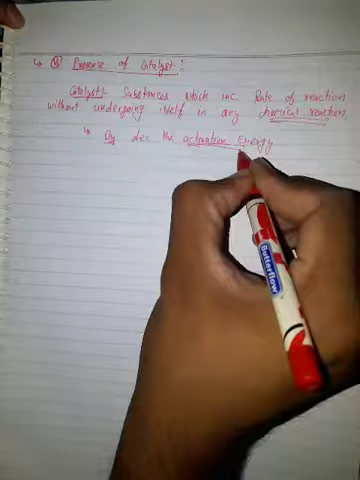 ↳ (4) Presence of Catalyst :
Catalyst :- Substances which inc. Rate of reaction
without undergoing itself in any chemical reaction
↳ By dec the activation Energy
Butterflow